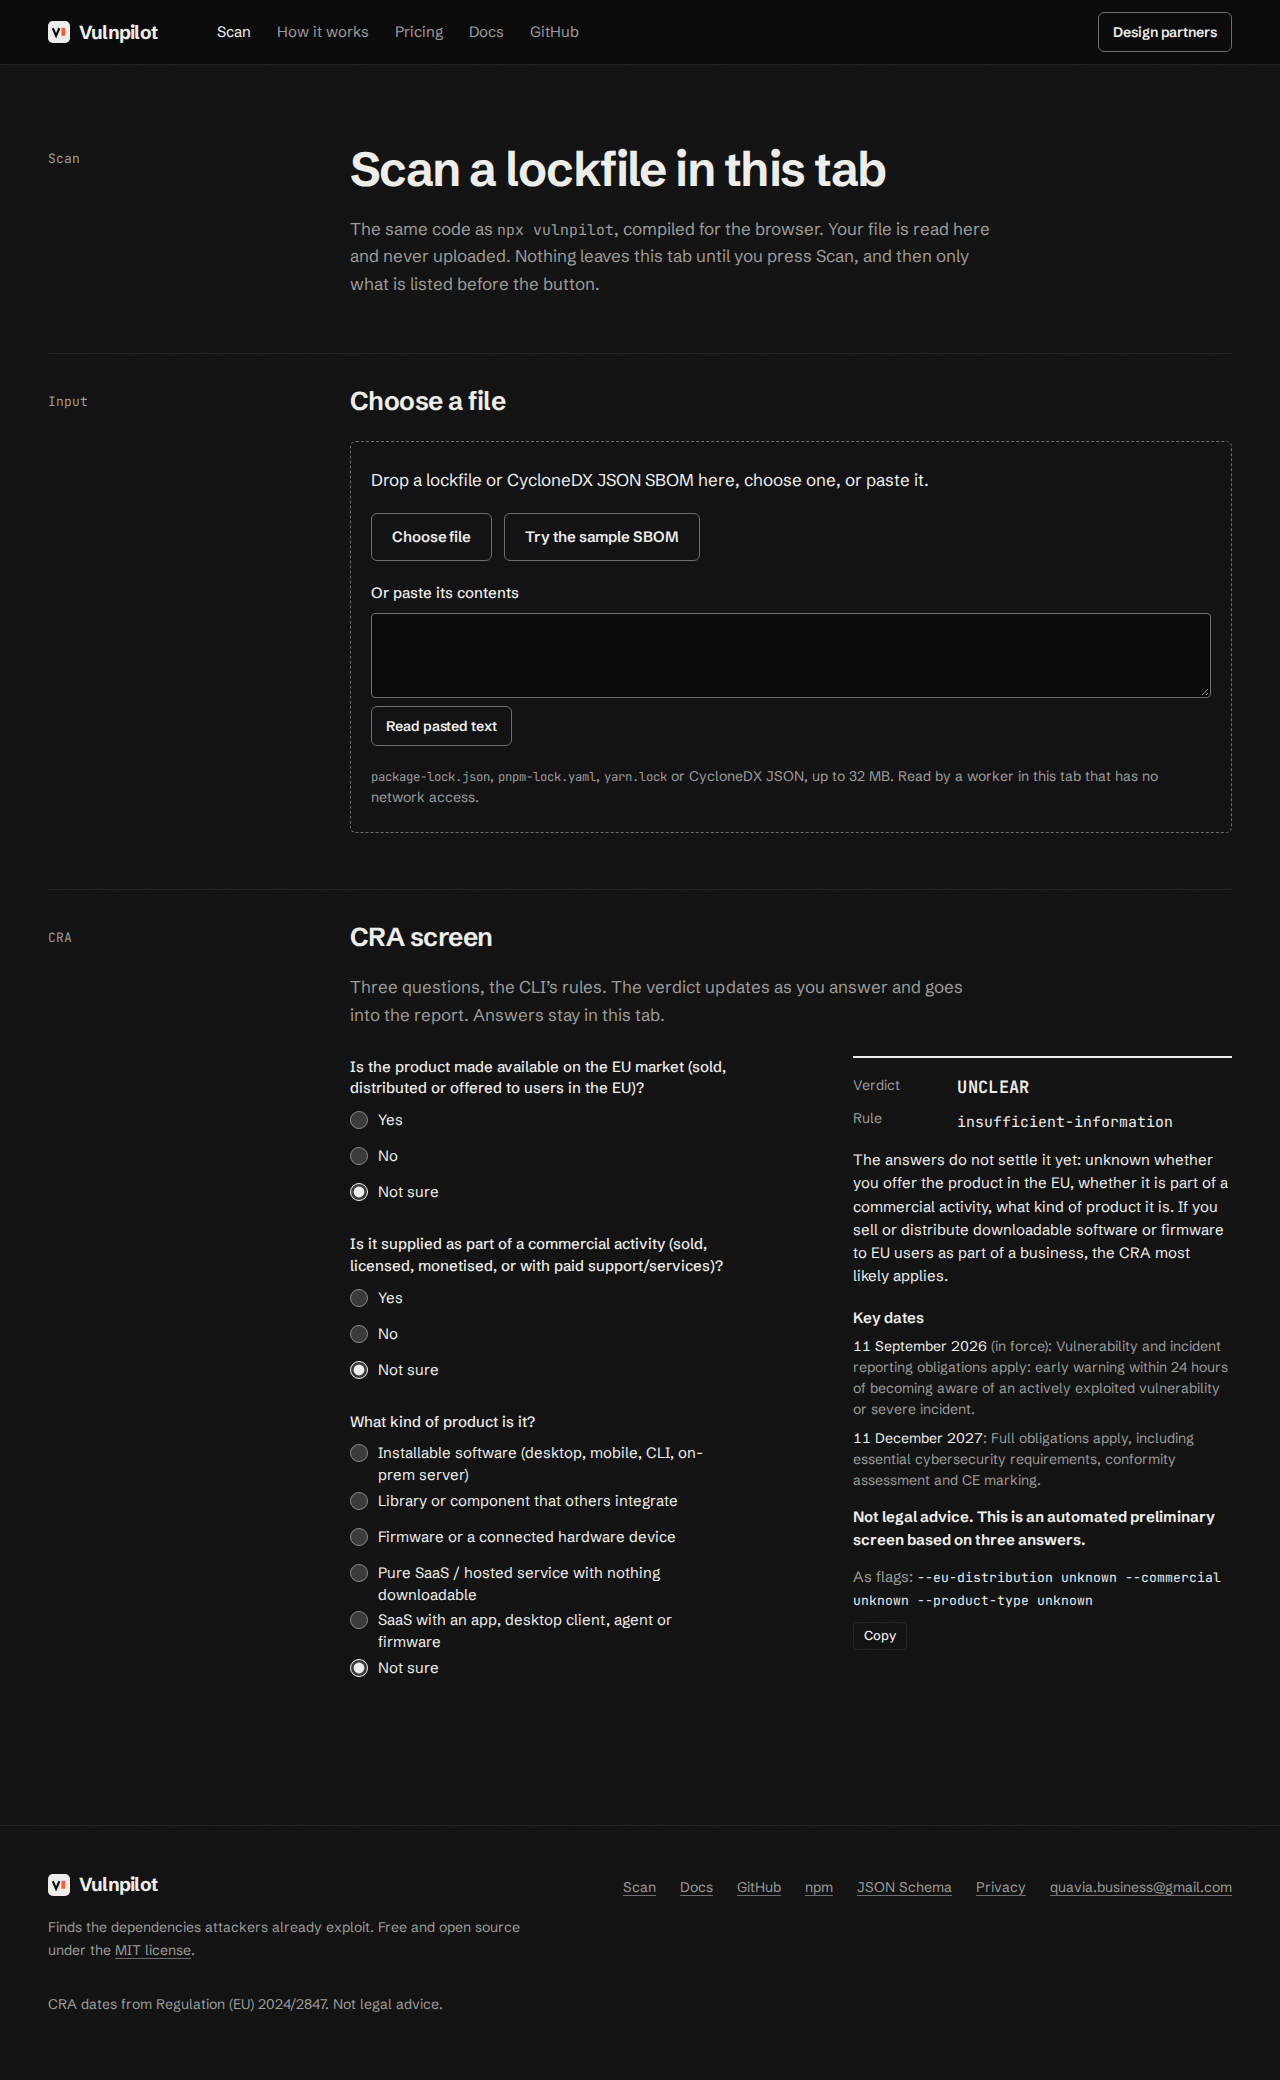 Vulnpilot
Scan
How it works
Pricing
Docs
GitHub
Design partners
Scan
Scan a lockfile in this tab
The same code as npx vulnpilot, compiled for the browser. Your file is read here
and never uploaded. Nothing leaves this tab until you press Scan, and then only
what is listed before the button.
Input
Choose a file
Drop a lockfile or CycloneDX JSON SBOM here, choose one, or paste it.
Choose file
Try the sample SBOM
Or paste its contents
Read pasted text
package-lock.json, pnpm-lock.yaml, yarn.lock or CycloneDX JSON, up to 32 MB. Read by a worker in this tab that has no
network access.
CRA
CRA screen
Three questions, the CLI’s rules. The verdict updates as you answer and goes
into the report. Answers stay in this tab.
Is the product made available on the EU market (sold,
distributed or offered to users in the EU)?
Yes
No
Not sure
Is it supplied as part of a commercial activity (sold,
licensed, monetised, or with paid support/services)?
Yes
No
Not sure
What kind of product is it?
Installable software (desktop, mobile, CLI, on-
prem server)
Library or component that others integrate
Firmware or a connected hardware device
Pure SaaS / hosted service with nothing
downloadable
SaaS with an app, desktop client, agent or
firmware
Not sure
Verdict UNCLEAR
Rule insufficient-information
The answers do not settle it yet: unknown whether
you offer the product in the EU, whether it is part of a
commercial activity, what kind of product it is. If you
sell or distribute downloadable software or firmware
to EU users as part of a business, the CRA most
likely applies.
Key dates
11 September 2026 (in force): Vulnerability and incident
reporting obligations apply: early warning within 24 hours
of becoming aware of an actively exploited vulnerability
or severe incident.
11 December 2027: Full obligations apply, including
essential cybersecurity requirements, conformity
assessment and CE marking.
Not legal advice. This is an automated preliminary
screen based on three answers.
As flags: --eu-distribution unknown --commercial
unknown --product-type unknown
Copy
Vulnpilot
Finds the dependencies attackers already exploit. Free and open source
under the MIT license.
CRA dates from Regulation (EU) 2024/2847. Not legal advice.
Scan
Docs
GitHub
npm
JSON Schema
Privacy
quavia.business@gmail.com